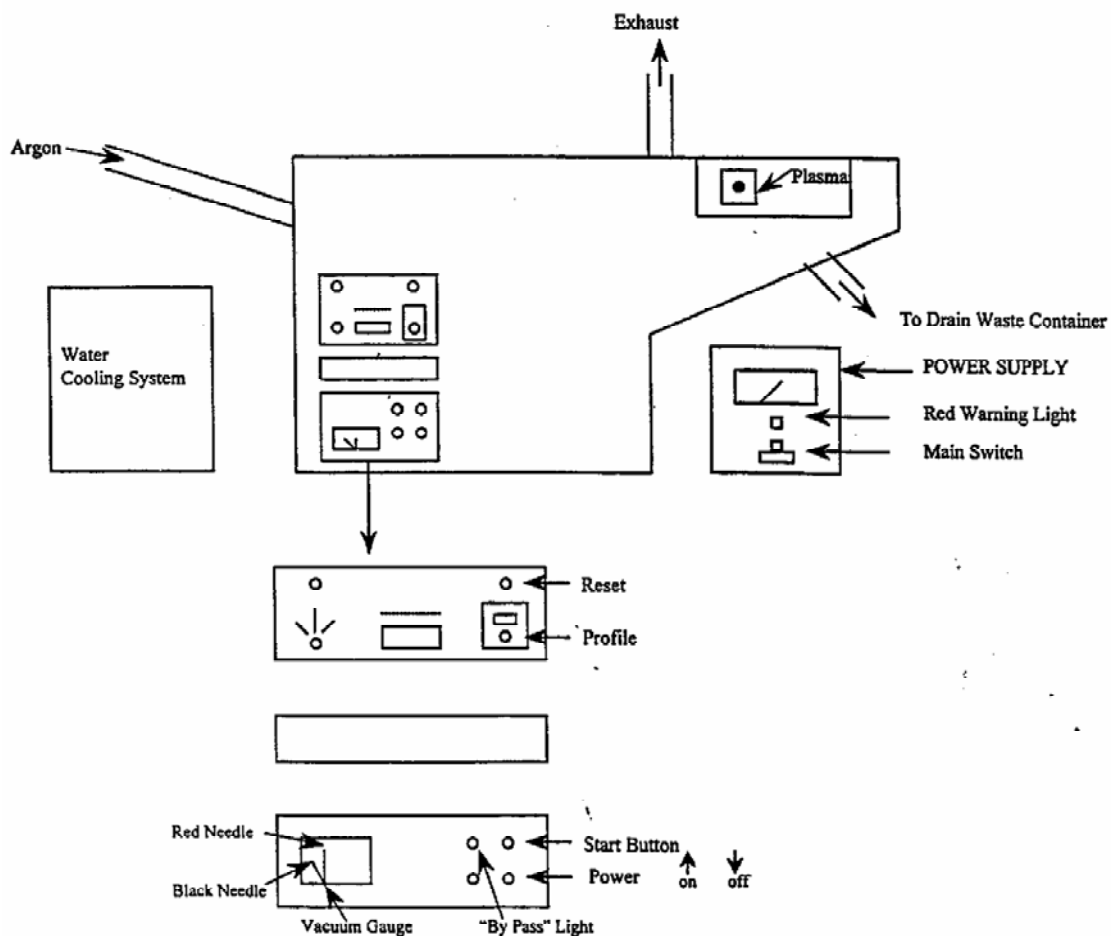 Exhaust
Argon
Plasma
To Drain Waste Container
Water
Cooling System
POWER SUPPLY
Red Warning Light
Main Switch
Reset
Profile
Red Needle
Start Button
Black Needle
Power
on off
Vacuum Gauge
"By Pass" Light